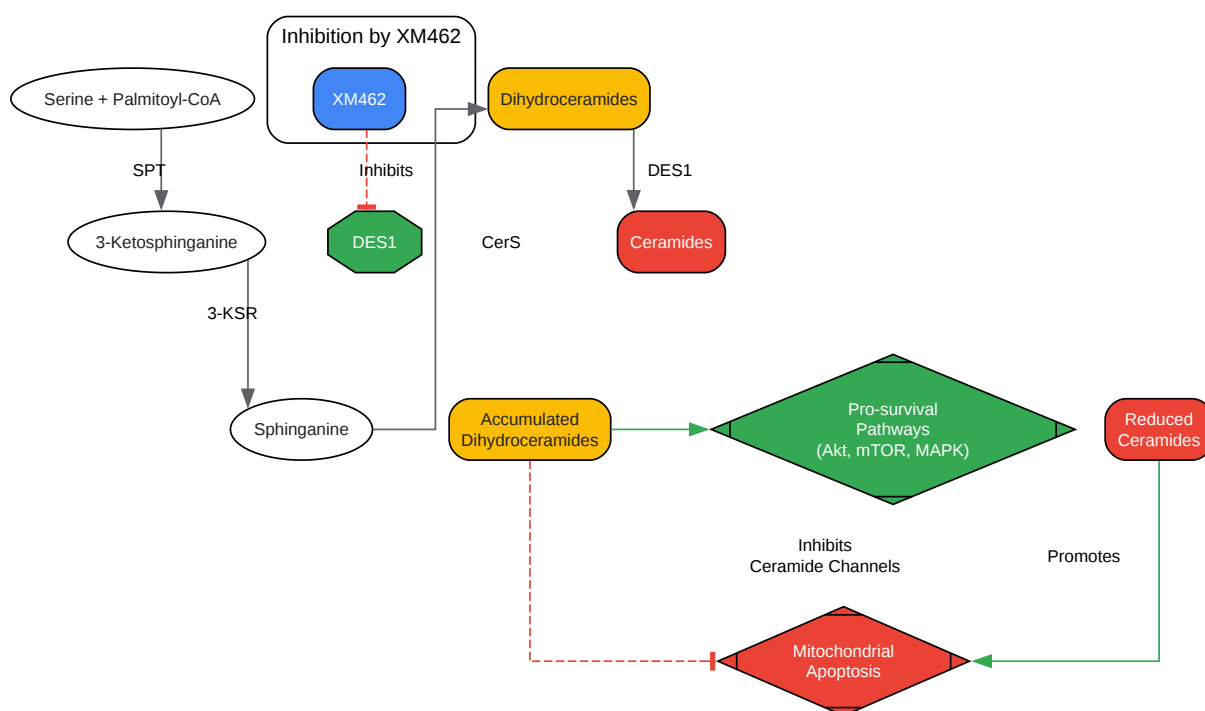 Inhibition by XM462
Serine + Palmitoyl-CoA
XM462
Dihydroceramides
SPT
Inhibits
DES1
3-Ketosphinganine
DES1
CerS
Ceramides
3-KSR
Sphinganine
Accumulated
Dihydroceramides
Pro-survival
Pathways
(Akt, mTOR, MAPK)
Reduced
Ceramides
Inhibits
Ceramide Channels
Promotes
Mitochondrial
Apoptosis